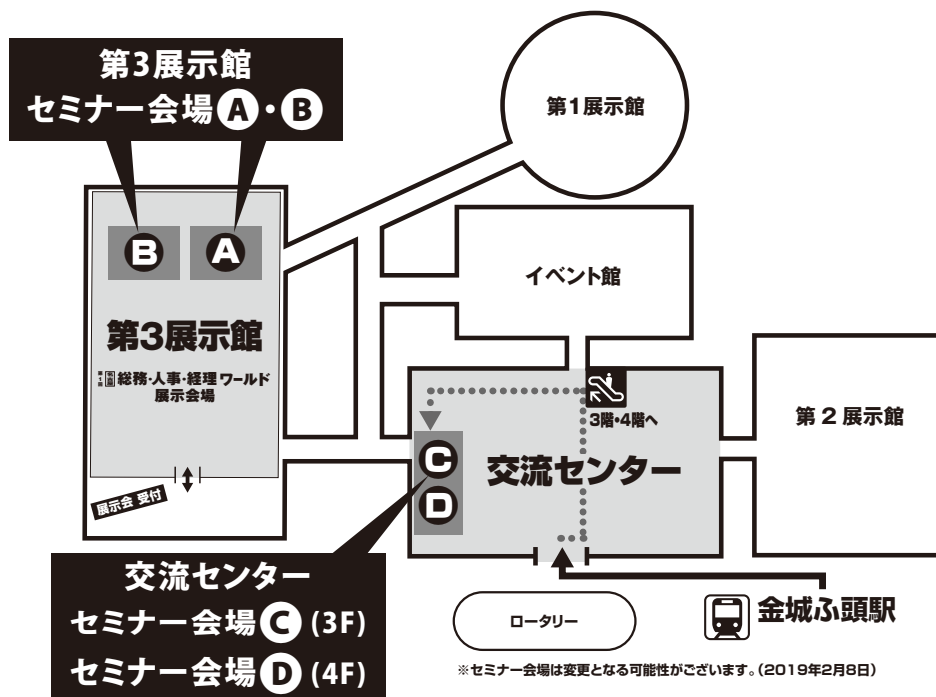 第3展示館
セミナー会場A・B
第1展示館
B
A
イベント館
第3展示館
第1回 名古屋 総務・人事・経理 ワールド
展示会場
3階・4階へ
第2展示館
C
交流センター
D
展示会 受付
交流センター
セミナー会場C(3F)
セミナー会場D(4F)
ロータリー
金城ふ頭駅
※セミナー会場は変更となる可能性がございます。(2019年2月8日)